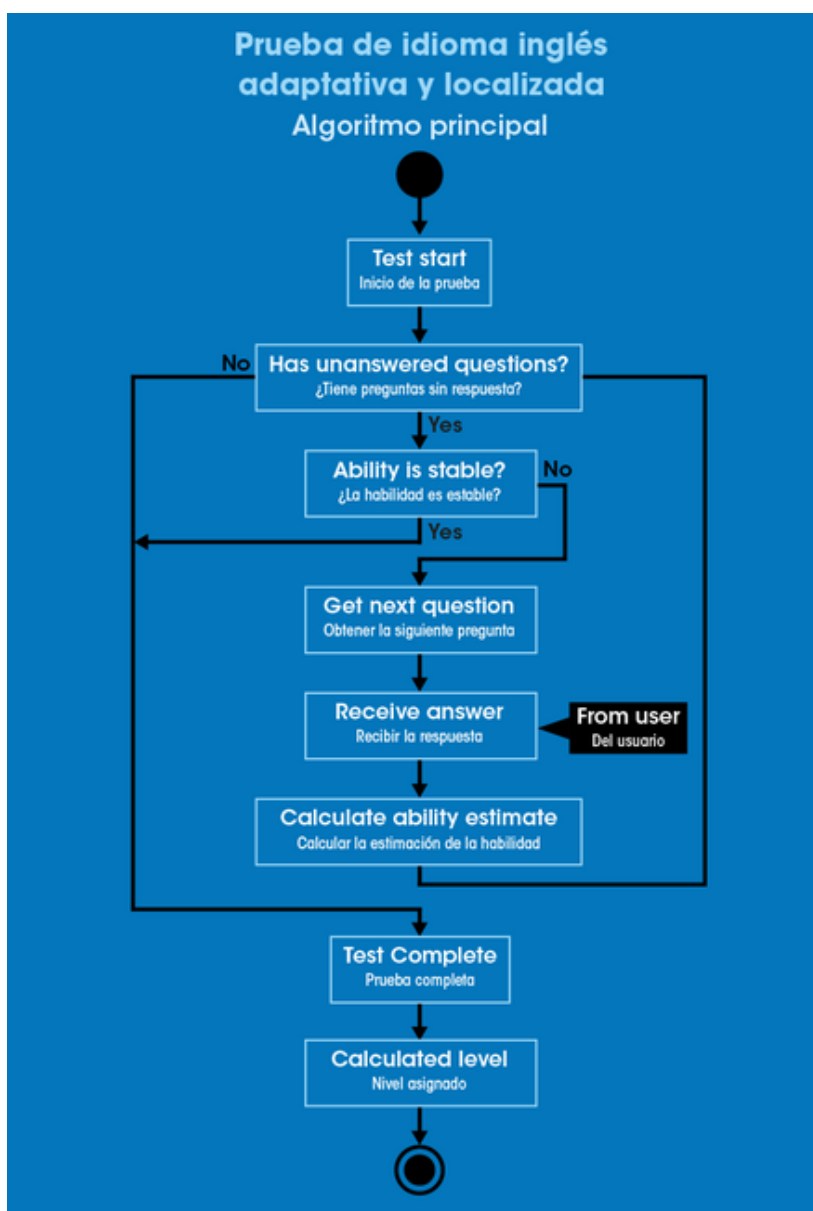 Prueba de idioma inglés
adaptativa y localizada
Algoritmo principal
Test start
Inicio de la prueba
No
Has unanswered questions?
¿Tiene preguntas sin respuesta?
Yes
Ability is stable?
¿La habilidad es estable?
No
Yes
Get next question
Obtener la siguiente pregunta
Receive answer
Recibir la respuesta
From user
Del usuario
Calculate ability estimate
Calcular la estimación de la habilidad
Test Complete
Prueba completa
Calculated level
Nivel asignado